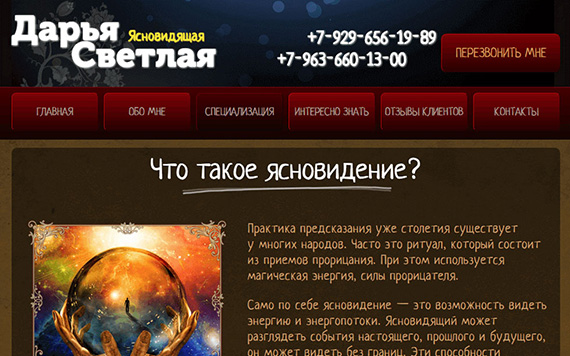 Дарья
Ясновидящая
Светлая
+7-929-656-19-89
+7-963-660-13-00
ПЕРЕЗВОНИТЬ МНЕ
ГЛАВНАЯ
ОБО МНЕ
СПЕЦИАЛИЗАЦИЯ
ИНТЕРЕСНО ЗНАТЬ
ОТЗЫВЫ КЛИЕНТОВ
КОНТАКТЫ
Что такое ясновидение?
Практика предсказания уже столетия существует
у многих народов. Часто это ритуал, который состоит
из приемов прорицания. При этом используется
магическая энергия, силы прорицателя.
Само по себе ясновидение — это возможность видеть
энергию и энергопотоки. Ясновидящий может
разглядеть события настоящего, прошлого и будущего,
он может видеть без границ. Эти способности